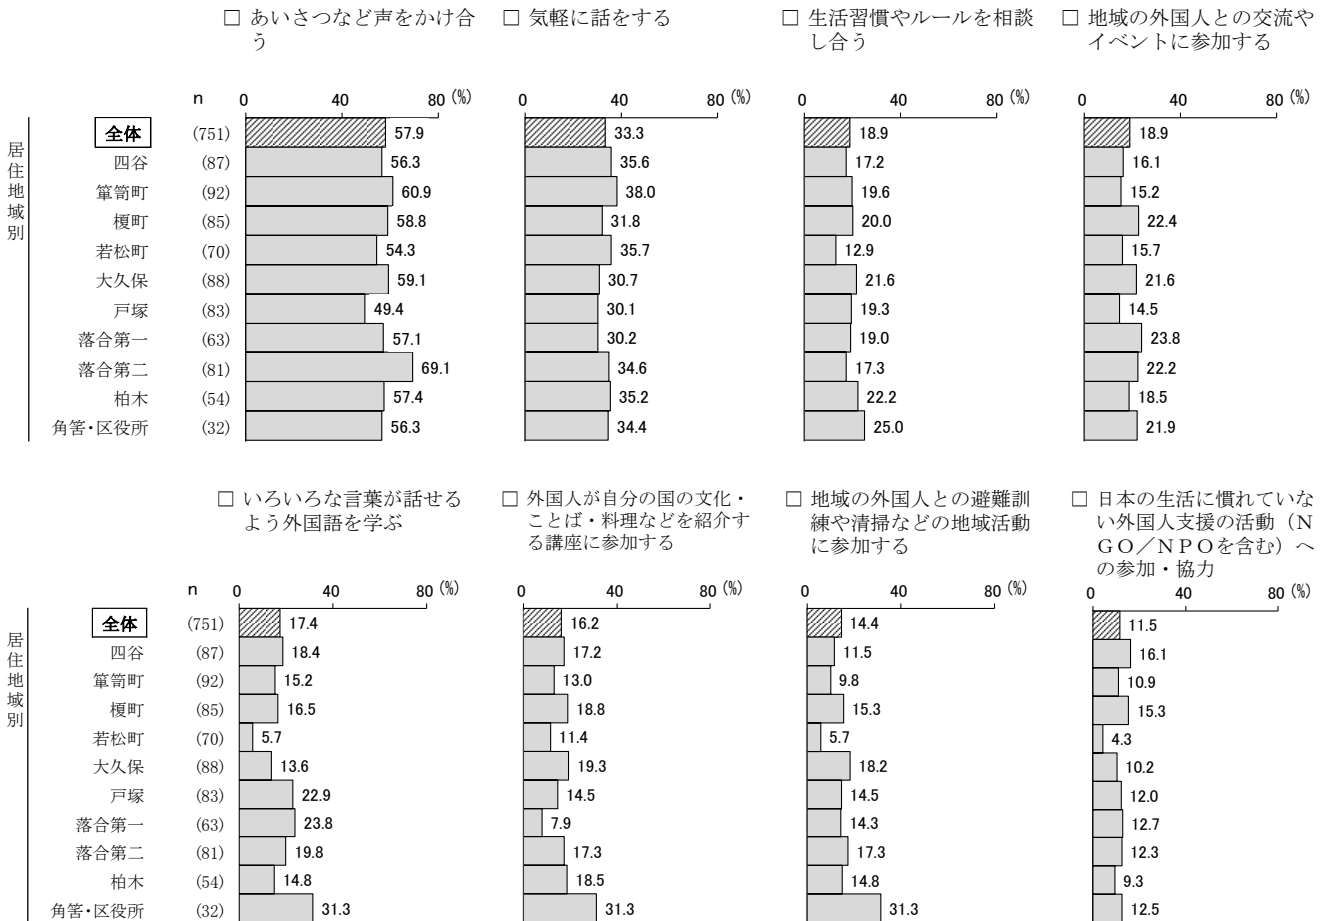 □ あいさつなど声をかけ合
う
□ 気軽に話をする
□ 生活習慣やルールを相談
し合う
□ 地域の外国人との交流や
イベントに参加する
n 0 40 80 (%) 0 40 80 (%) 0 40 80 (%) 0 40 80 (%)
居住地域別
全体 (751) 57.9 33.3 18.9 18.9
四谷 (87) 56.3 35.6 17.2 16.1
箪笥町 (92) 60.9 38.0 19.6 15.2
榎町 (85) 58.8 31.8 20.0 22.4
若松町 (70) 54.3 35.7 12.9 15.7
大久保 (88) 59.1 30.7 21.6 21.6
戸塚 (83) 49.4 30.1 19.3 14.5
落合第一 (63) 57.1 30.2 19.0 23.8
落合第二 (81) 69.1 34.6 17.3 22.2
柏木 (54) 57.4 35.2 22.2 18.5
角筈・区役所 (32) 56.3 34.4 25.0 21.9
□ いろいろな言葉が話せる
よう外国語を学ぶ
□ 外国人が自分の国の文化・
ことば・料理などを紹介す
る講座に参加する
□ 地域の外国人との避難訓
練や清掃などの地域活動
に参加する
□ 日本の生活に慣れていな
い外国人支援の活動（N
GO／NPOを含む）へ
の参加・協力
n 0 40 80 (%) 0 40 80 (%) 0 40 80 (%) 0 40 80 (%)
居住地域別
全体 (751) 17.4 16.2 14.4 11.5
四谷 (87) 18.4 17.2 11.5 16.1
箪笥町 (92) 15.2 13.0 9.8 10.9
榎町 (85) 16.5 18.8 15.3 15.3
若松町 (70) 5.7 11.4 5.7 4.3
大久保 (88) 13.6 19.3 18.2 10.2
戸塚 (83) 22.9 14.5 14.5 12.0
落合第一 (63) 23.8 7.9 14.3 12.7
落合第二 (81) 19.8 17.3 17.3 12.3
柏木 (54) 14.8 18.5 14.8 9.3
角筈・区役所 (32) 31.3 31.3 31.3 12.5